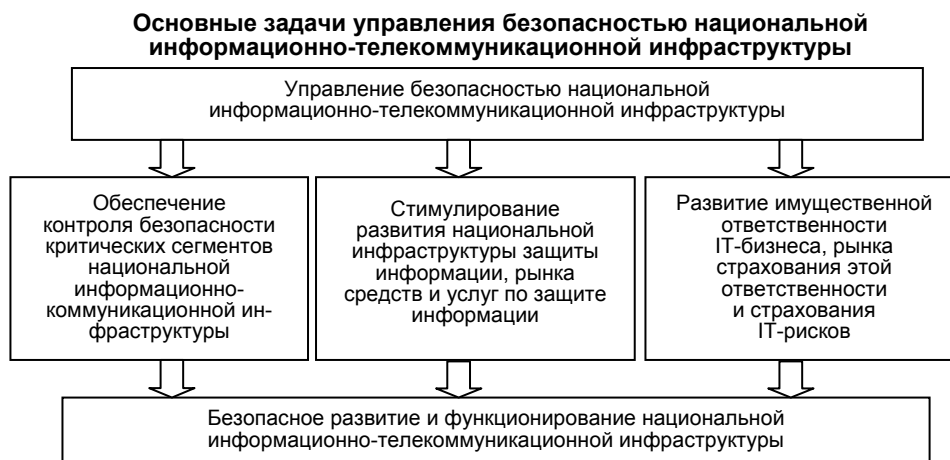 Основные задачи управления безопасностью национальной
информационно-телекоммуникационной инфраструктуры
Управление безопасностью национальной
информационно-телекоммуникационной инфраструктуры
Обеспечение
контроля безопасности
критических сегментов
национальной
информационно-
коммуникационной ин-
фраструктуры
Стимулирование
развития национальной
инфраструктуры защиты
информации, рынка
средств и услуг по защите
информации
Развитие имущественной
ответственности
IT-бизнеса, рынка
страхования этой
ответственности
и страхования
IT-рисков
Безопасное развитие и функционирование национальной
информационно-телекоммуникационной инфраструктуры